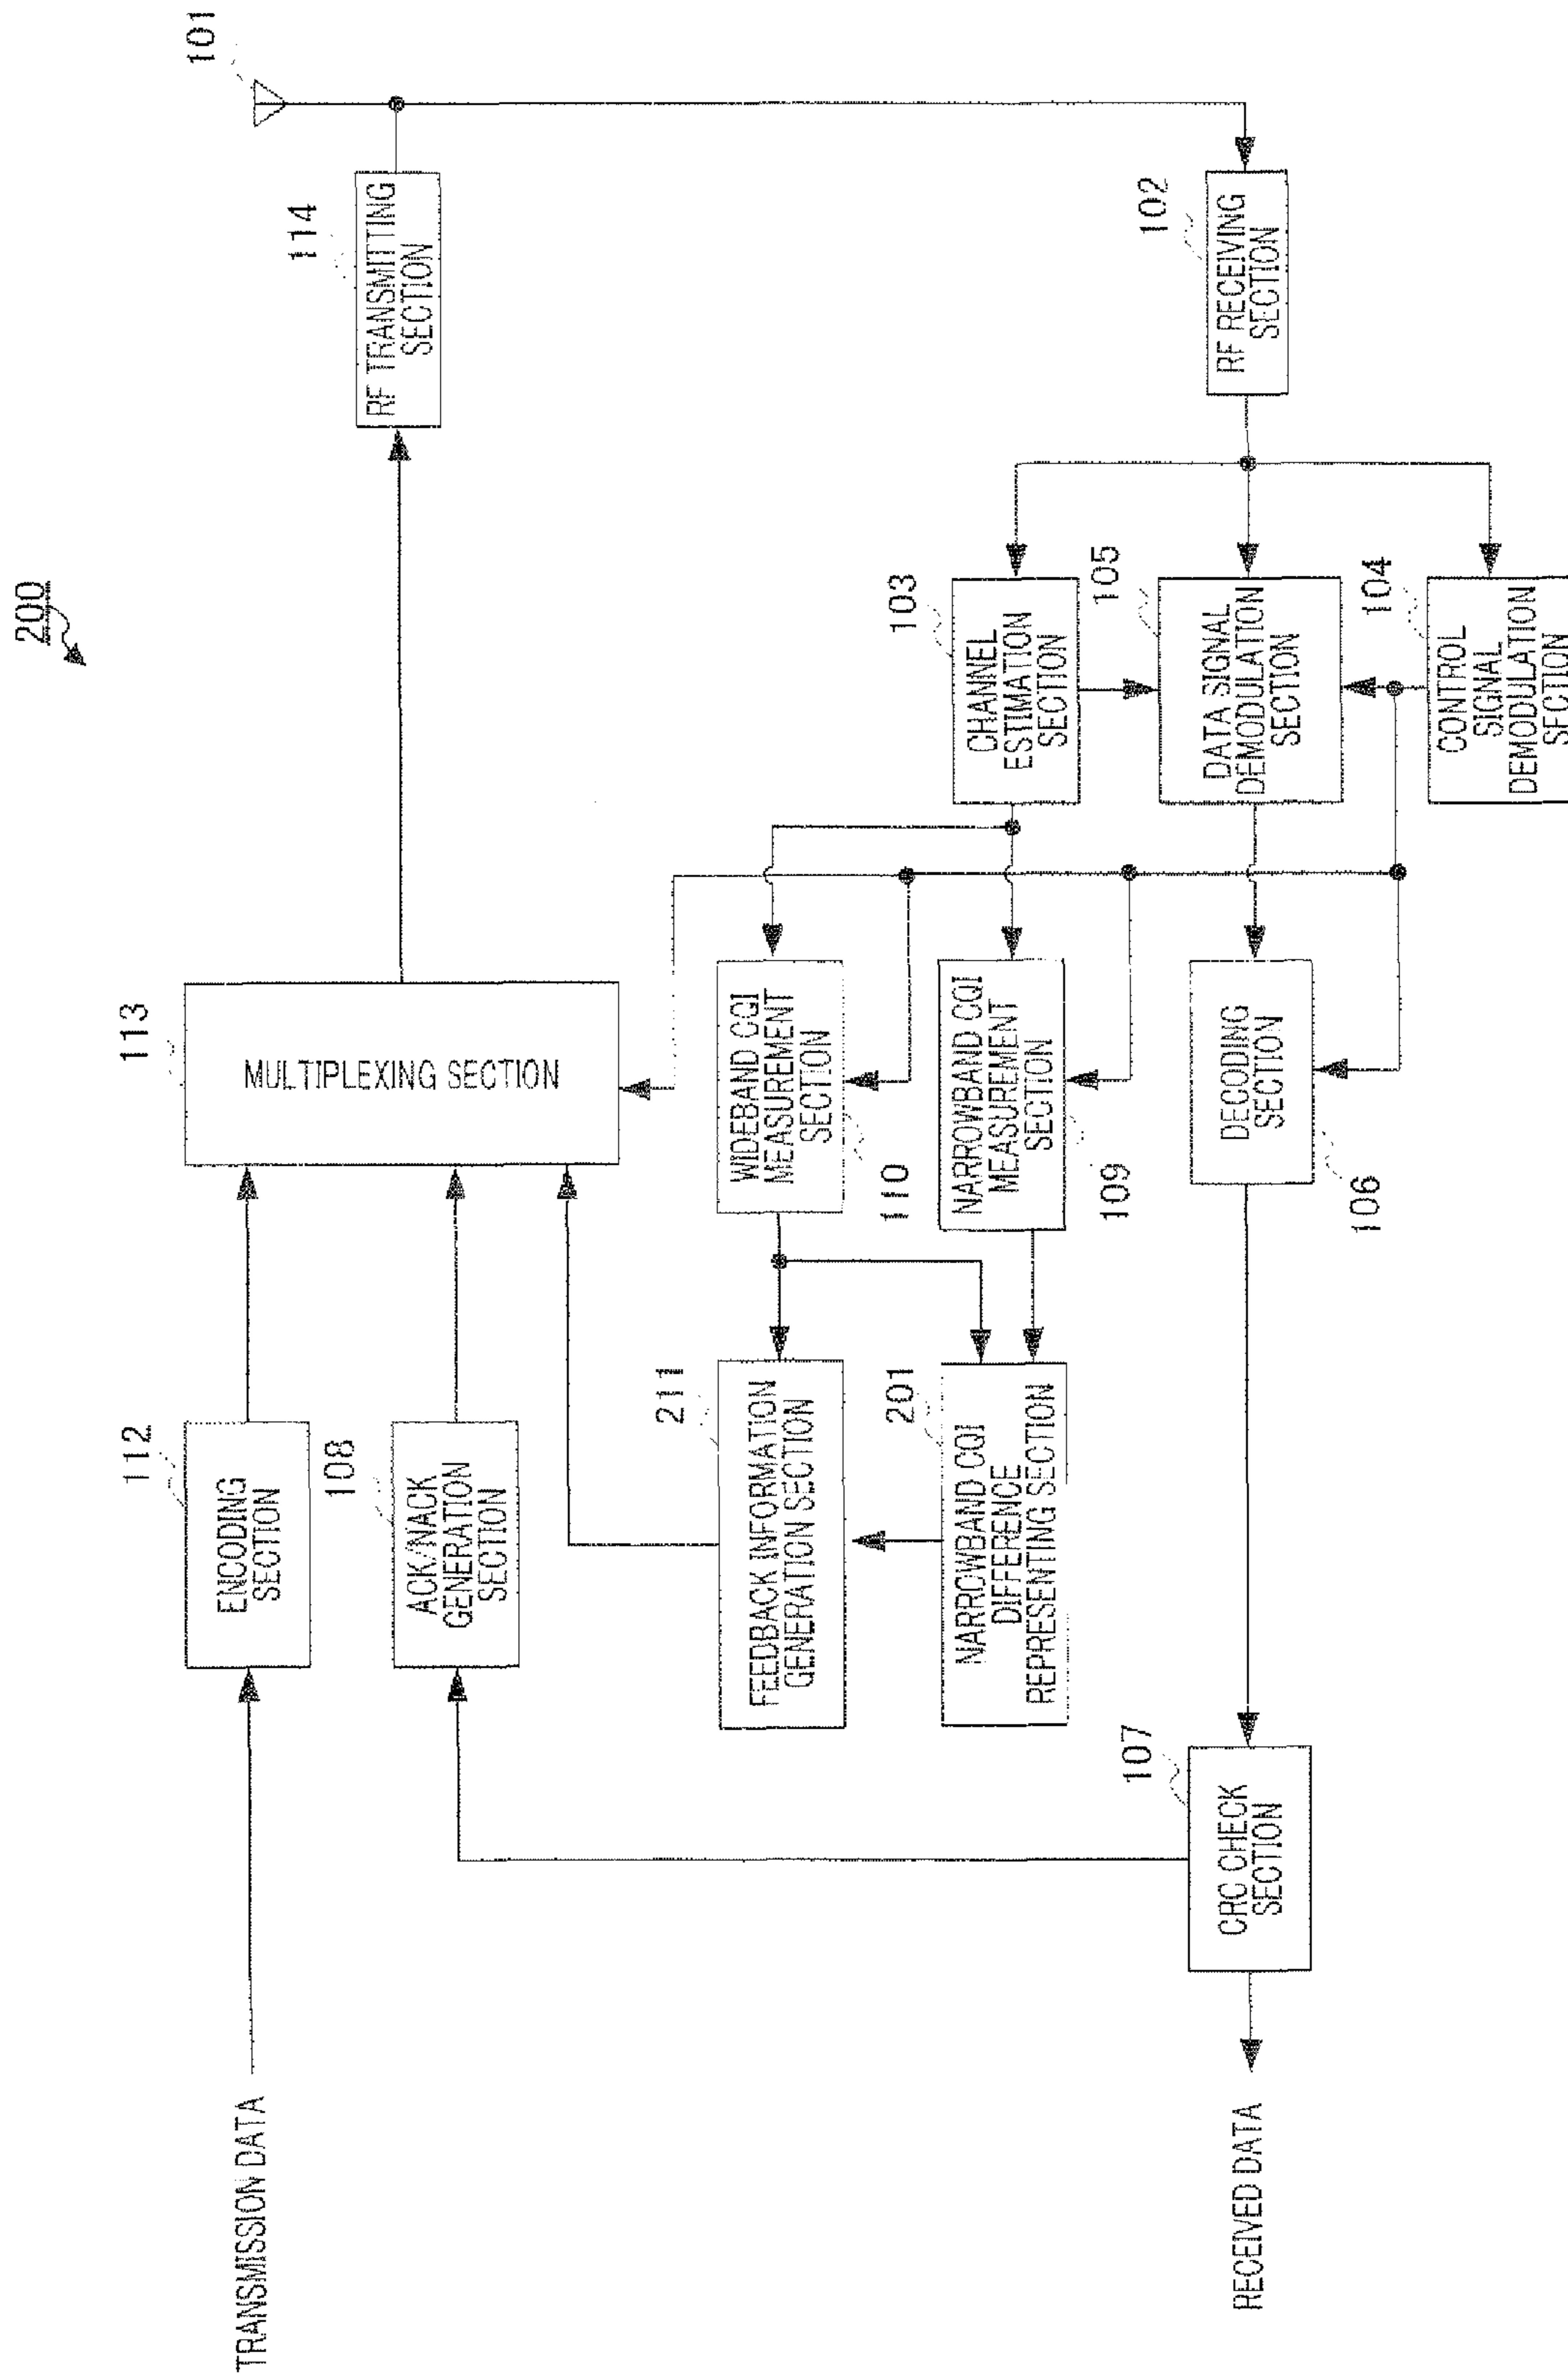 200
TRANSMISSION DATA
112
ENCODING
SECTION
113
MULTIPLEXING SECTION
114
RF TRANSMITTING
SECTION
101
108
ACK/NACK
GENERATION
SECTION
211
FEEDBACK INFORMATION
GENERATION SECTION
WIDEBAND CQI
MEASUREMENT
SECTION
110
201
NARROWBAND CQI
DIFFERENCE
REPRESENTING SECTION
NARROWBAND CQI
MEASUREMENT
SECTION
109
103
CHANNEL
ESTIMATION
SECTION
102
RF RECEIVING
SECTION
RECEIVED DATA
107
CRC CHECK
SECTION
DECODING
SECTION
106
105
DATA SIGNAL
DEMODULATION
SECTION
104
CONTROL
SIGNAL
DEMODULATION
SECTION